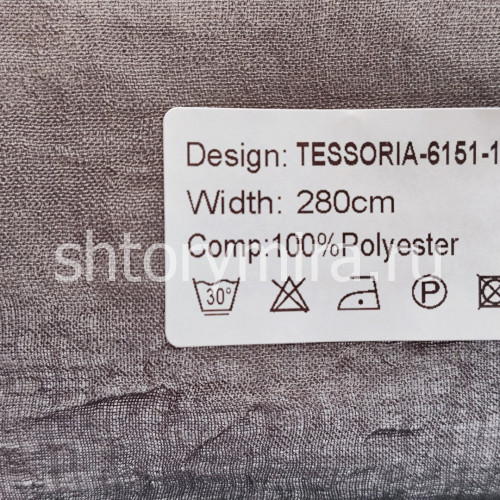 Design: TESSORIA-6151-1
Width: 280cm
Comp:100%Polyester
shtorymira.ru
30°
P